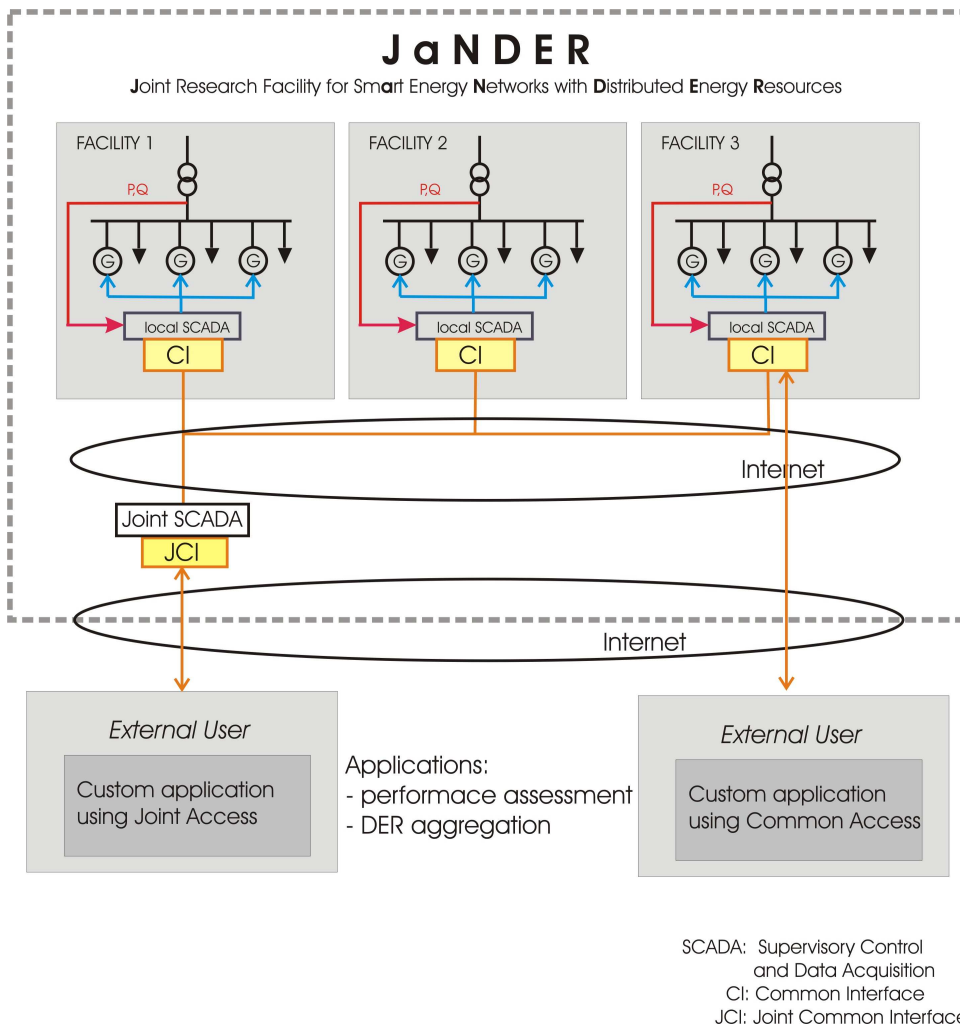 JaNDER
Joint Research Facility for Smart Energy Networks with Distributed Energy Resources
FACILITY 1
P,Q
G G G
local SCADA
CI
FACILITY 2
P,Q
G G G
local SCADA
CI
FACILITY 3
P,Q
G G G
local SCADA
CI
Internet
Joint SCADA
JCI
Internet
External User
Custom application
using Joint Access
Applications:
- performace assessment
- DER aggregation
External User
Custom application
using Common Access
SCADA: Supervisory Control
and Data Acquisition
CI: Common Interface
JCI: Joint Common Interface